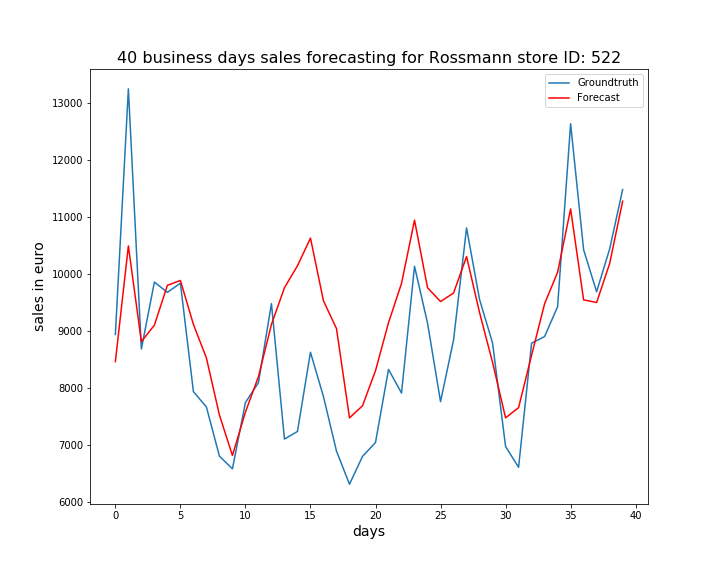 40 business days sales forecasting for Rossmann store ID: 522
Groundtruth
Forecast
sales in euro
13000
12000
11000
10000
9000
8000
7000
6000
0 5 10 15 20 25 30 35 40
days